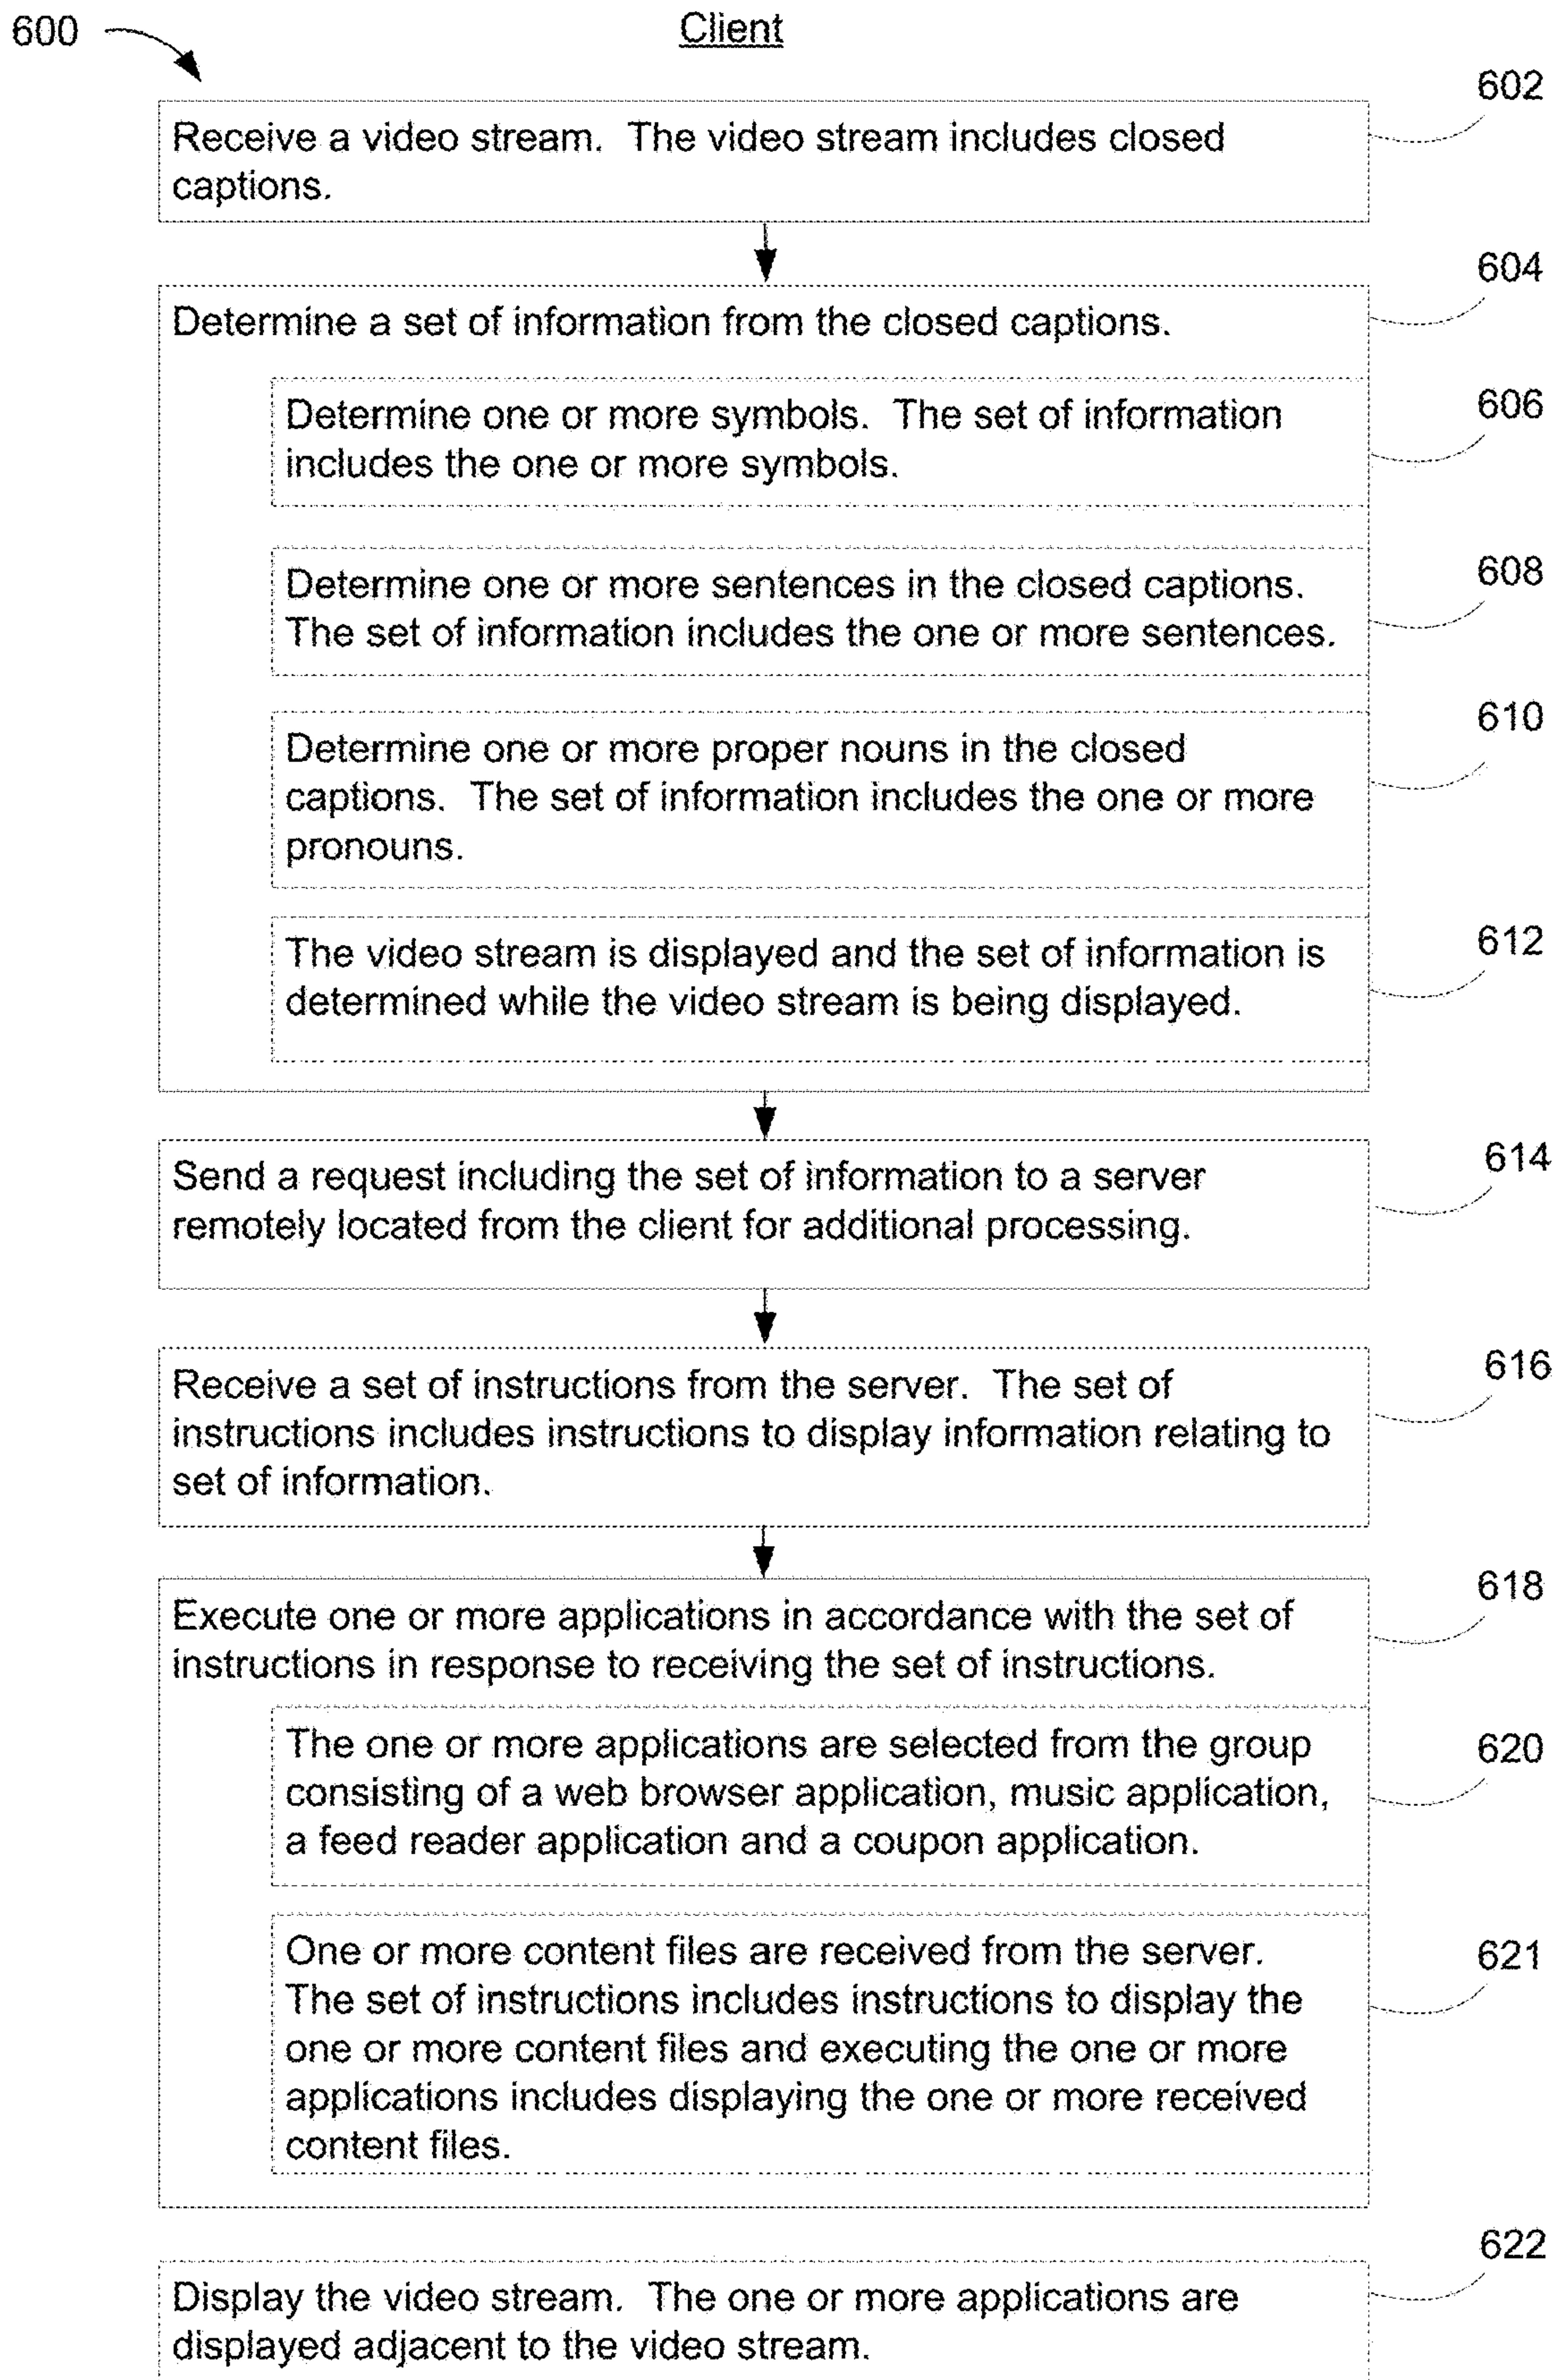 600
Client
602
Receive a video stream.  The video stream includes closed
captions.
604
Determine a set of information from the closed captions.
606
Determine one or more symbols.  The set of information
includes the one or more symbols.
608
Determine one or more sentences in the closed captions.
The set of information includes the one or more sentences.
610
Determine one or more proper nouns in the closed
captions.  The set of information includes the one or more
pronouns.
612
The video stream is displayed and the set of information is
determined while the video stream is being displayed.
614
Send a request including the set of information to a server
remotely located from the client for additional processing.
616
Receive a set of instructions from the server.  The set of
instructions includes instructions to display information relating to
set of information.
618
Execute one or more applications in accordance with the set of
instructions in response to receiving the set of instructions.
620
The one or more applications are selected from the group
consisting of a web browser application, music application,
a feed reader application and a coupon application.
621
One or more content files are received from the server.
The set of instructions includes instructions to display the
one or more content files and executing the one or more
applications includes displaying the one or more received
content files.
622
Display the video stream.  The one or more applications are
displayed adjacent to the video stream.